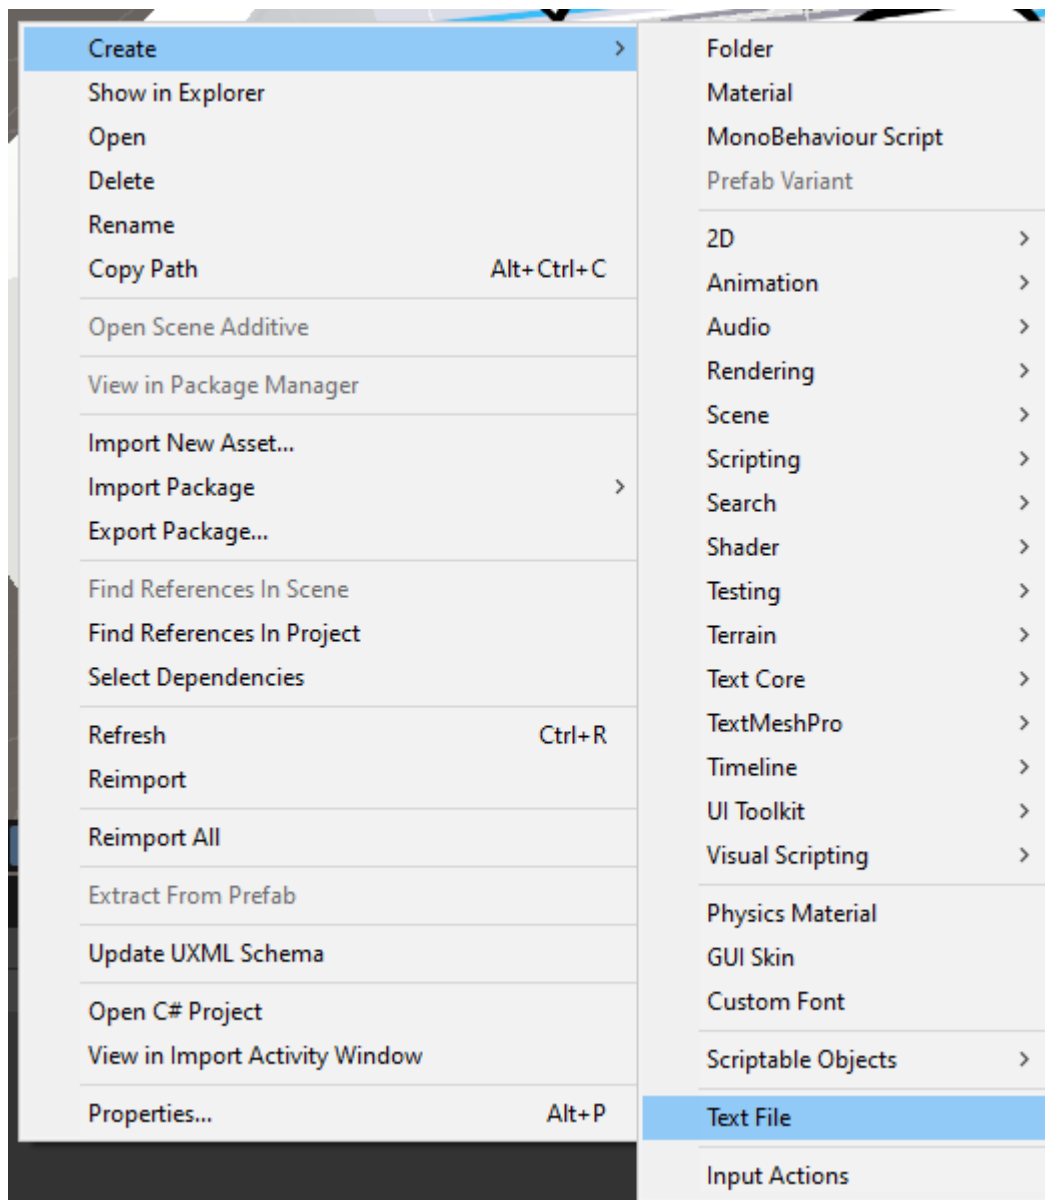 Create
Show in Explorer
Open
Delete
Rename
Copy Path Alt+Ctrl+C
Open Scene Additive
View in Package Manager
Import New Asset...
Import Package
Export Package...
Find References In Scene
Find References In Project
Select Dependencies
Refresh Ctrl+R
Reimport
Reimport All
Extract From Prefab
Update UXML Schema
Open C# Project
View in Import Activity Window
Properties... Alt+P
Folder
Material
MonoBehaviour Script
Prefab Variant
2D
Animation
Audio
Rendering
Scene
Scripting
Search
Shader
Testing
Terrain
Text Core
TextMeshPro
Timeline
UI Toolkit
Visual Scripting
Physics Material
GUI Skin
Custom Font
Scriptable Objects
Text File
Input Actions